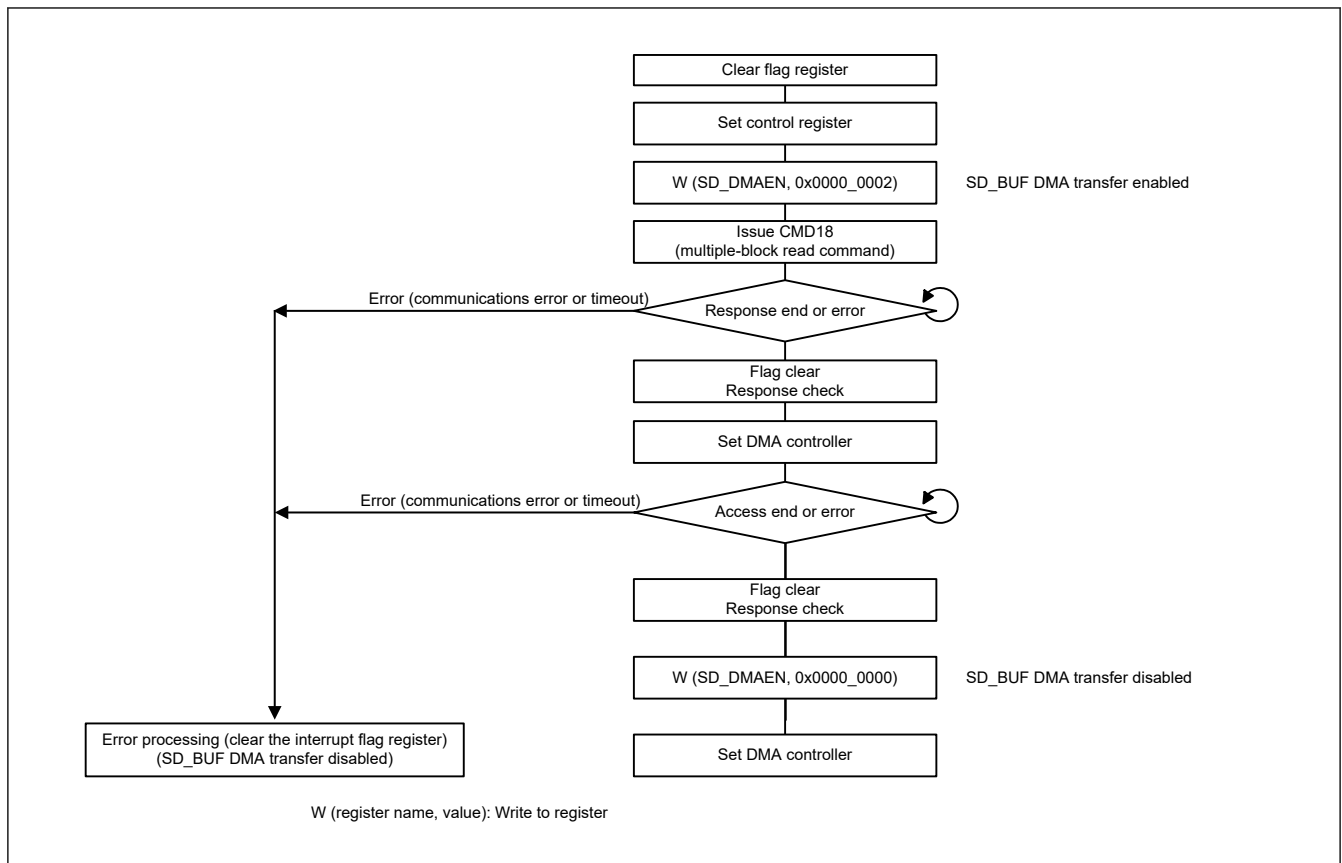 Clear flag register
Set control register
W (SD_DMAEN, 0x0000_0002)
SD_BUF DMA transfer enabled
Issue CMD18
(multiple-block read command)
Error (communications error or timeout)
Response end or error
Flag clear
Response check
Set DMA controller
Error (communications error or timeout)
Access end or error
Flag clear
Response check
W (SD_DMAEN, 0x0000_0000)
SD_BUF DMA transfer disabled
Error processing (clear the interrupt flag register)
(SD_BUF DMA transfer disabled)
Set DMA controller
W (register name, value): Write to register